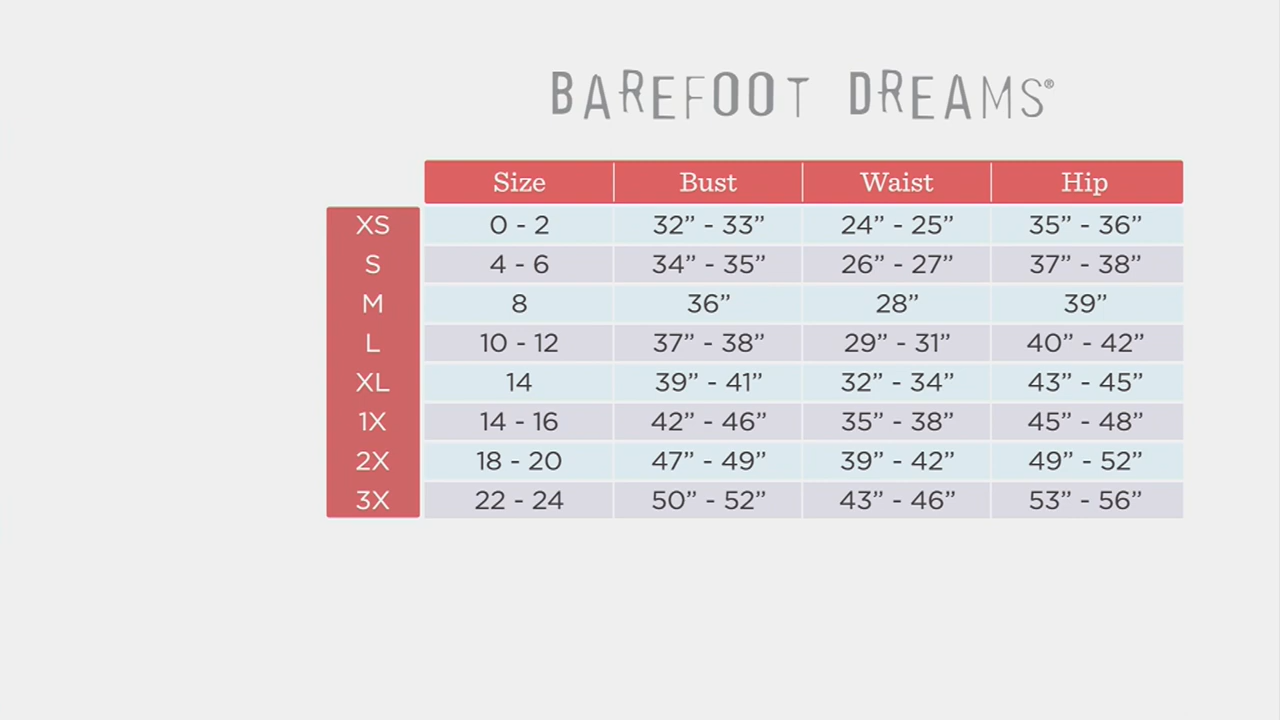 BAREFOOT DREAMS®
Size Bust Waist Hip
XS 0 - 2 32” - 33” 24” - 25” 35” - 36”
S 4 - 6 34” - 35” 26” - 27” 37” - 38”
M 8 36” 28” 39”
L 10 - 12 37” - 38” 29” - 31” 40” - 42”
XL 14 39” - 41” 32” - 34” 43” - 45”
1X 14 - 16 42” - 46” 35” - 38” 45” - 48”
2X 18 - 20 47” - 49” 39” - 42” 49” - 52”
3X 22 - 24 50” - 52” 43” - 46” 53” - 56”